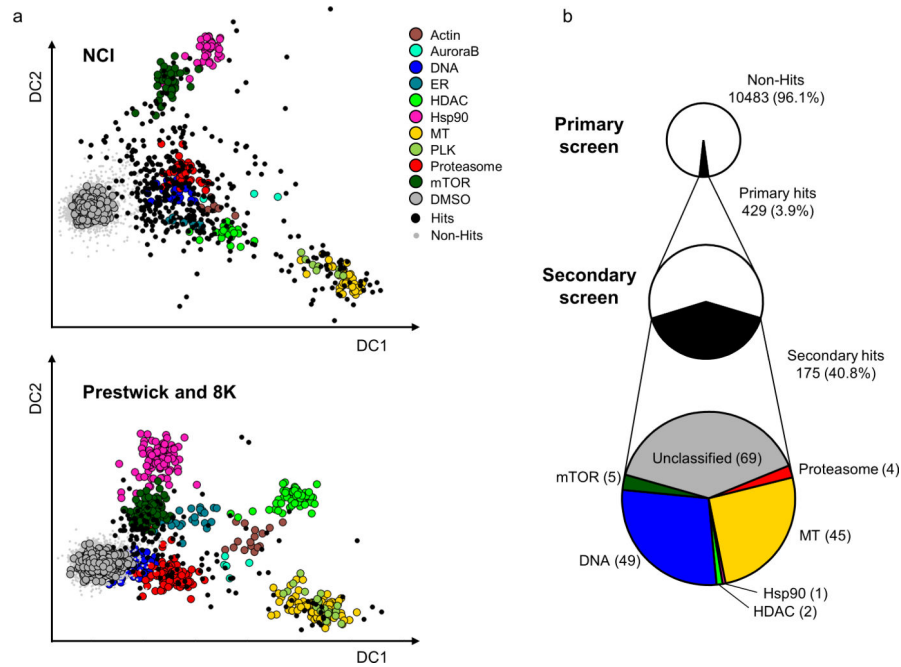 a
NCI
DC2
DC1
Actin
AuroraB
DNA
ER
HDAC
Hsp90
MT
PLK
Proteasome
mTOR
DMSO
Hits
Non-Hits
Prestwick and 8K
DC2
DC1
b
Non-Hits
10483 (96.1%)
Primary
screen
Primary hits
429 (3.9%)
Secondary
screen
Secondary hits
175 (40.8%)
Unclassified (69)
mTOR (5)
Proteasome (4)
MT (45)
DNA (49)
Hsp90 (1)
HDAC (2)